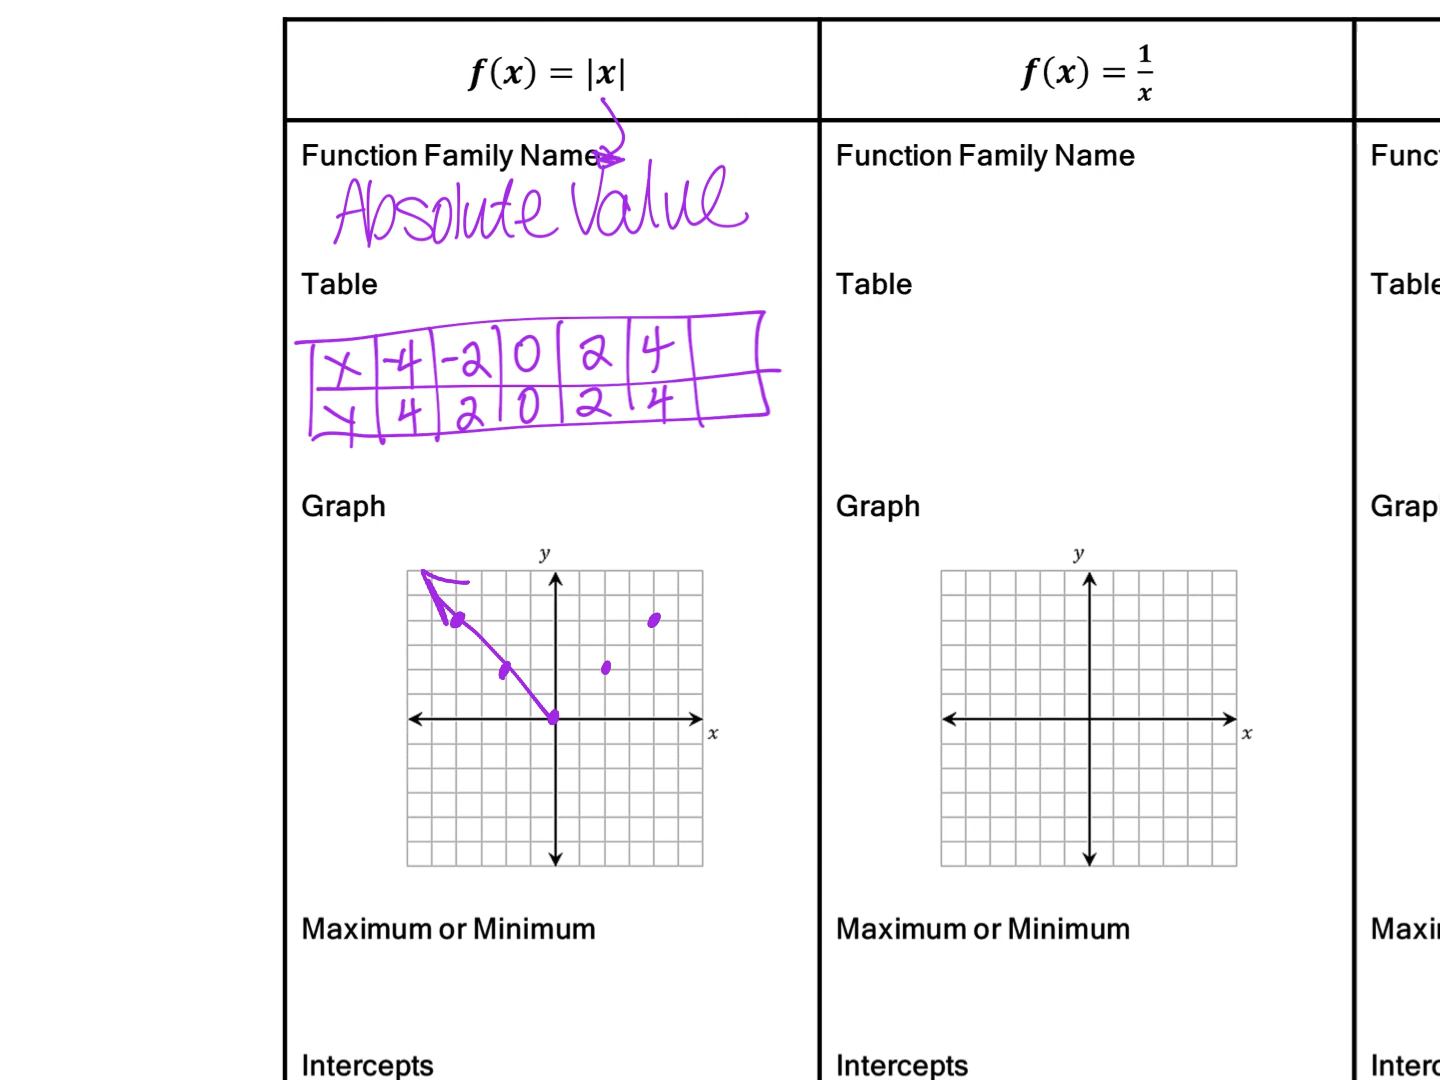 f(x) = |x|
Function Family Name
Absolute Value
Table
x -4 -2 0 2 4
y 4 2 0 2 4
Graph
y
x
Maximum or Minimum
Intercepts
f(x) = 1/x
Function Family Name
Table
Graph
y
x
Maximum or Minimum
Intercepts
Func
Table
Grap
Maxi
Interc